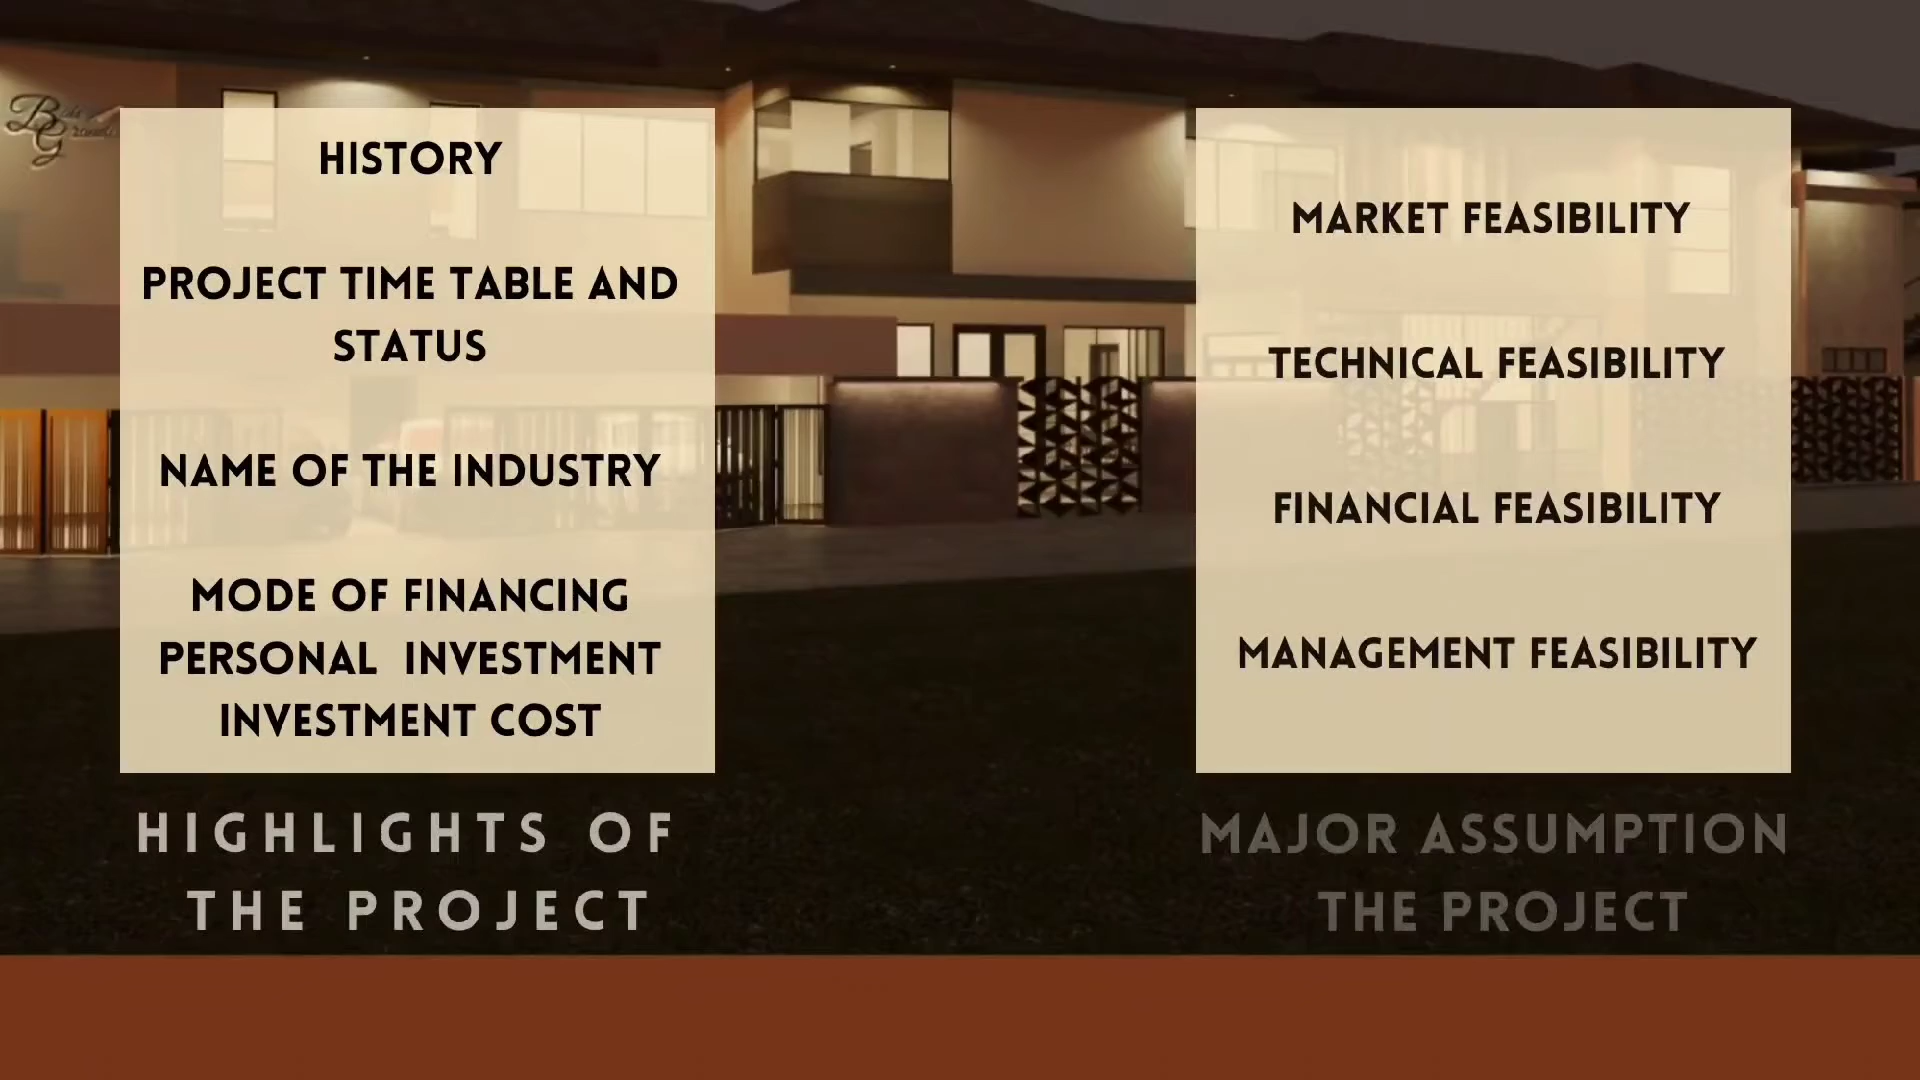 HISTORY
PROJECT TIME TABLE AND
STATUS
NAME OF THE INDUSTRY
MODE OF FINANCING
PERSONAL INVESTMENT
INVESTMENT COST
HIGHLIGHTS OF
THE PROJECT
MARKET FEASIBILITY
TECHNICAL FEASIBILITY
FINANCIAL FEASIBILITY
MANAGEMENT FEASIBILITY
MAJOR ASSUMPTION
THE PROJECT